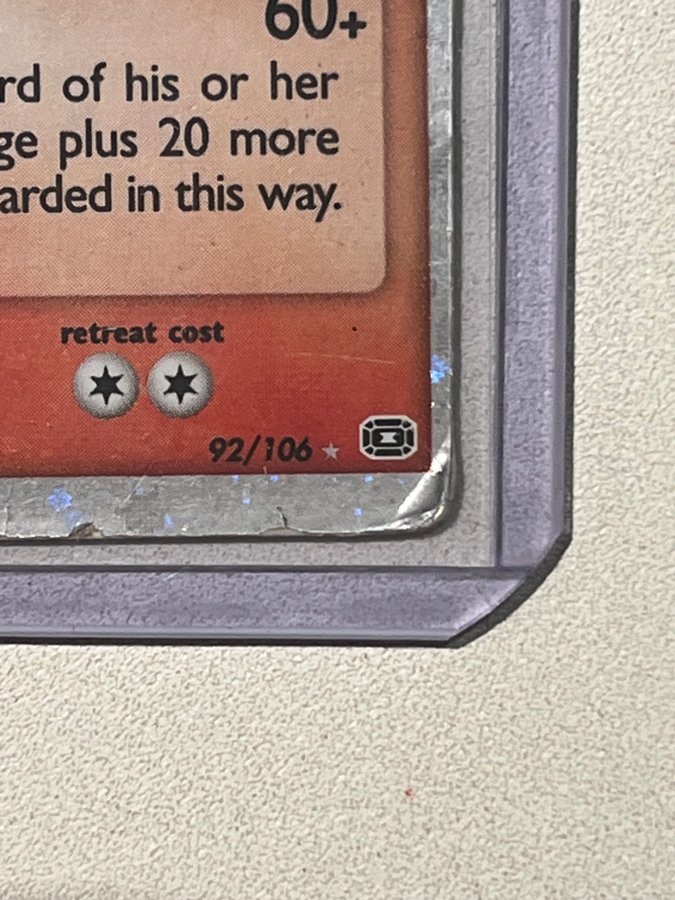 60+
rd of his or her
ge plus 20 more
arded in this way.
retreat cost
92/106